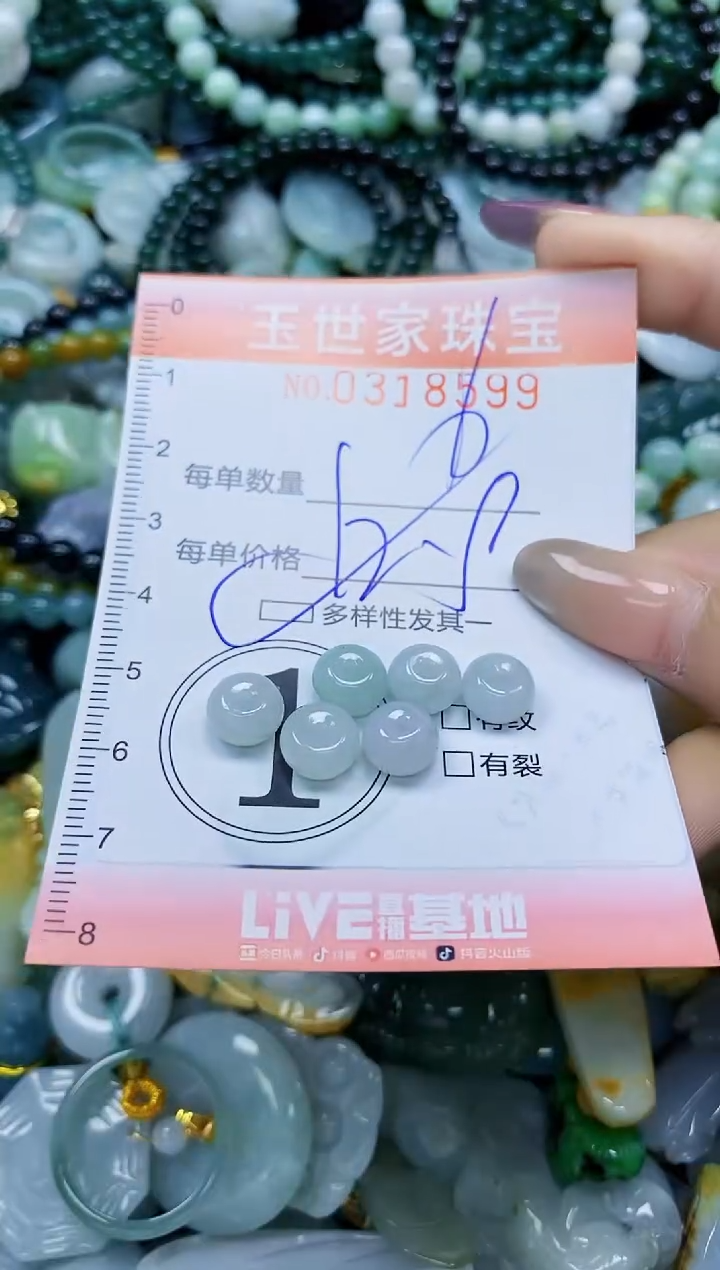 玉世家珠宝
NO.0318599
每单数量
每单价格
多样性发其一
1
有纹
有裂
LiVE直播基地
今日头条 抖音 西瓜视频 抖音火山版
0
1
2
3
4
5
6
7
8